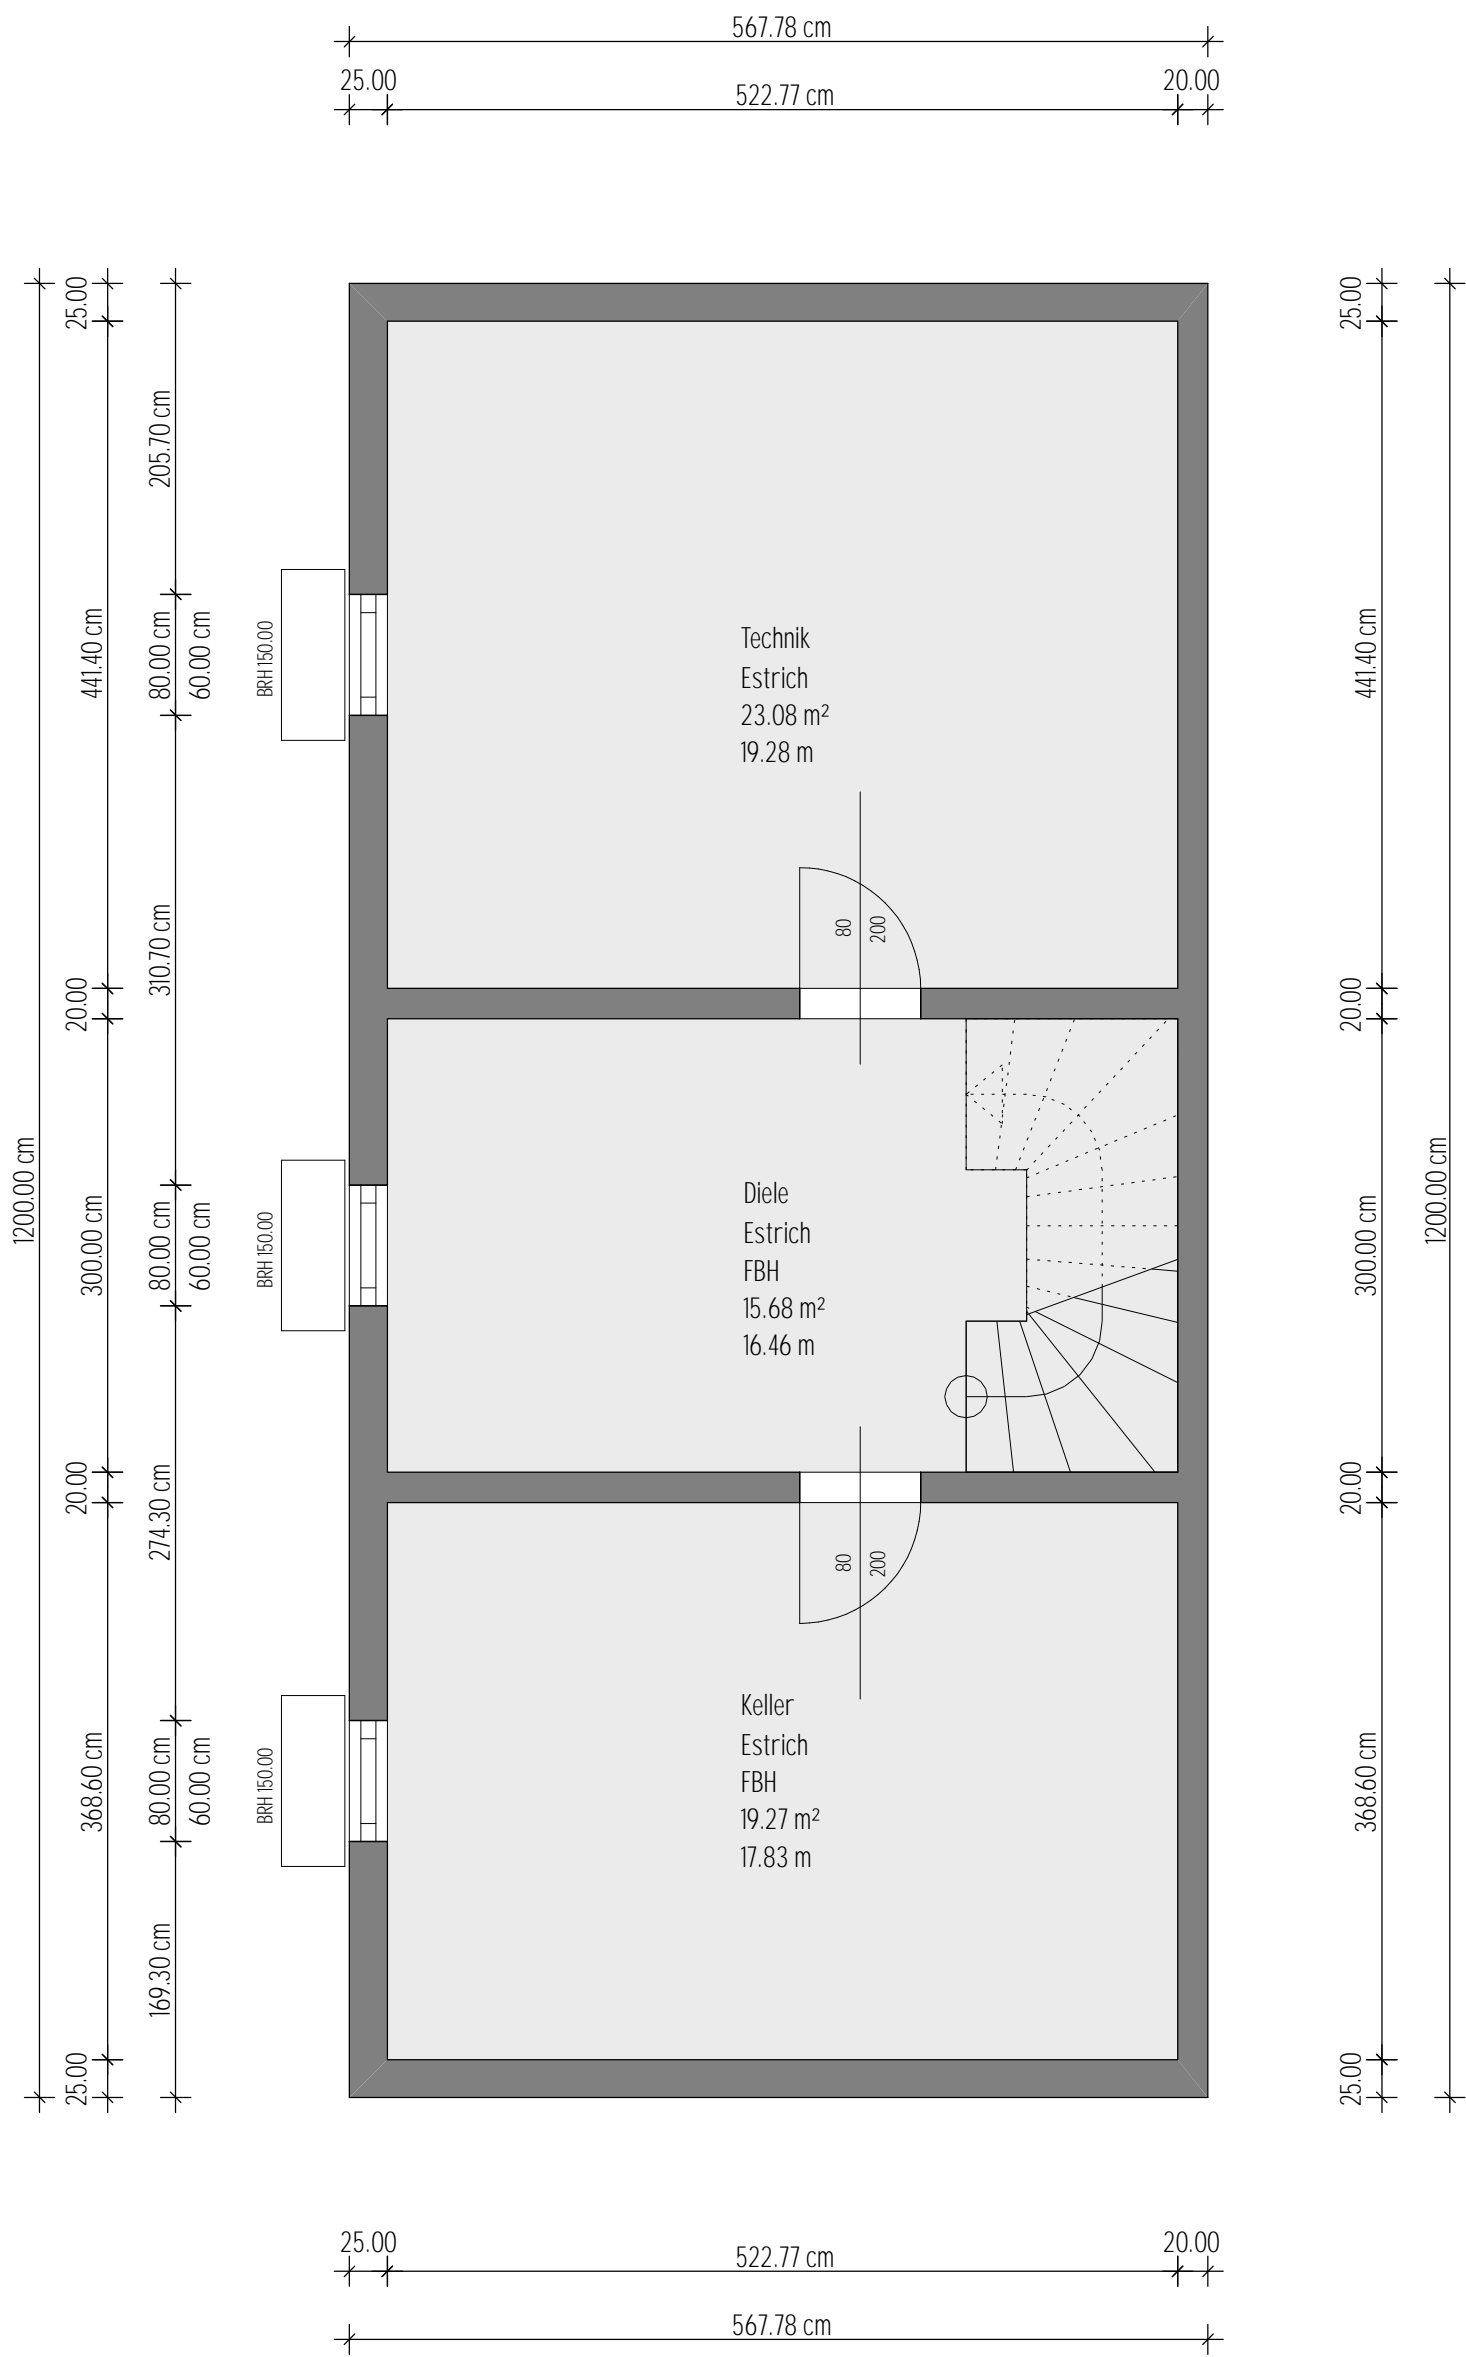 567.78 cm
25.00
522.77 cm
20.00
25.00
25.00
205.70 cm
441.40 cm
80.00 cm
60.00 cm
BRH 150.00
441.40 cm
Technik
Estrich
23.08 m²
19.28 m
80
200
310.70 cm
20.00
20.00
1200.00 cm
300.00 cm
80.00 cm
60.00 cm
BRH 150.00
Diele
Estrich
FBH
15.68 m²
16.46 m
300.00 cm
1200.00 cm
20.00
274.30 cm
20.00
80
200
368.60 cm
80.00 cm
60.00 cm
BRH 150.00
Keller
Estrich
FBH
19.27 m²
17.83 m
368.60 cm
169.30 cm
25.00
25.00
25.00
522.77 cm
20.00
567.78 cm